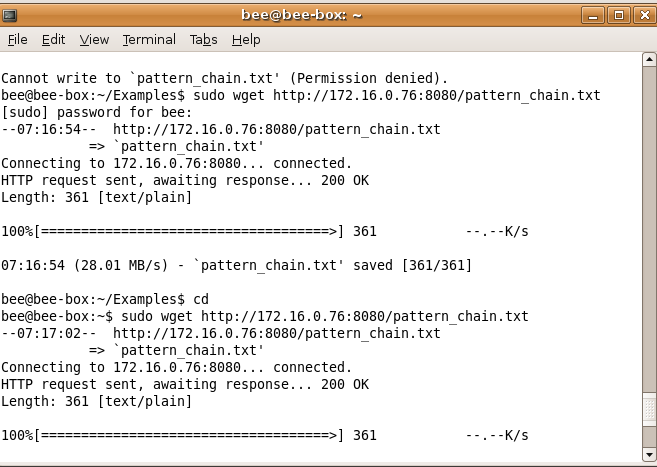 bee@bee-box: ~
File Edit View Terminal Tabs Help
Cannot write to `pattern_chain.txt' (Permission denied).
bee@bee-box:~/Examples$ sudo wget http://172.16.0.76:8080/pattern_chain.txt
[sudo] password for bee:
--07:16:54--  http://172.16.0.76:8080/pattern_chain.txt
           => `pattern_chain.txt'
Connecting to 172.16.0.76:8080... connected.
HTTP request sent, awaiting response... 200 OK
Length: 361 [text/plain]
100%[====================================>] 361           --.--K/s
07:16:54 (28.01 MB/s) - `pattern_chain.txt' saved [361/361]
bee@bee-box:~/Examples$ cd
bee@bee-box:~$ sudo wget http://172.16.0.76:8080/pattern_chain.txt
--07:17:02--  http://172.16.0.76:8080/pattern_chain.txt
           => `pattern_chain.txt'
Connecting to 172.16.0.76:8080... connected.
HTTP request sent, awaiting response... 200 OK
Length: 361 [text/plain]
100%[====================================>] 361           --.--K/s